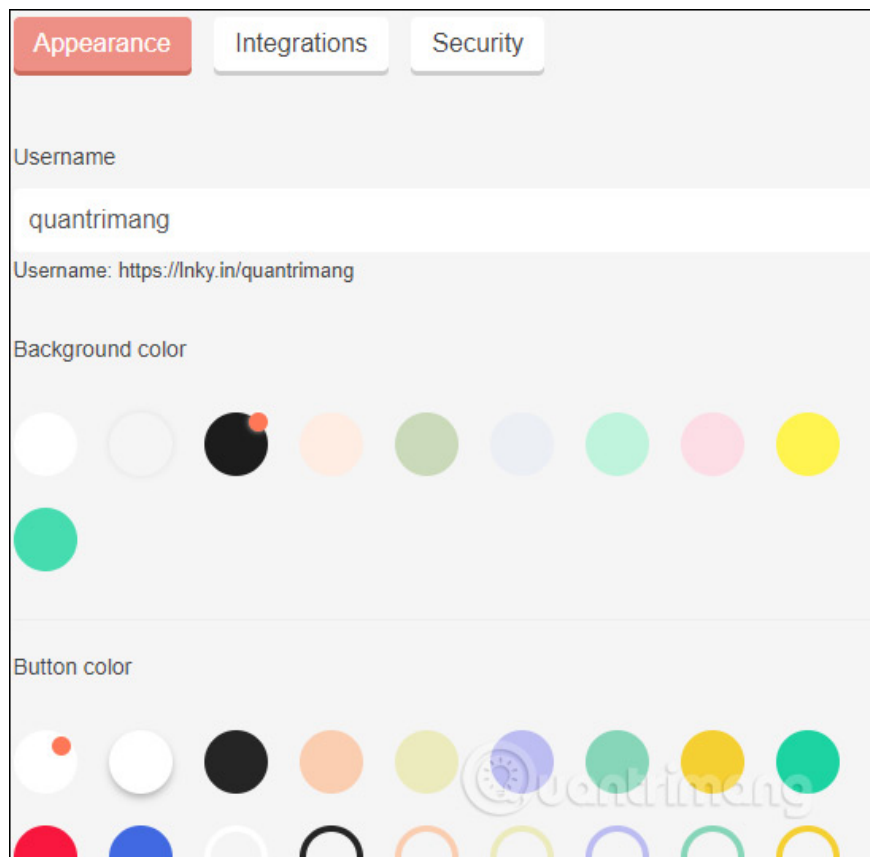 Appearance Integrations Security
Username
quantrimang
Username: https://lnky.in/quantrimang
Background color
Button color
Quantrimang